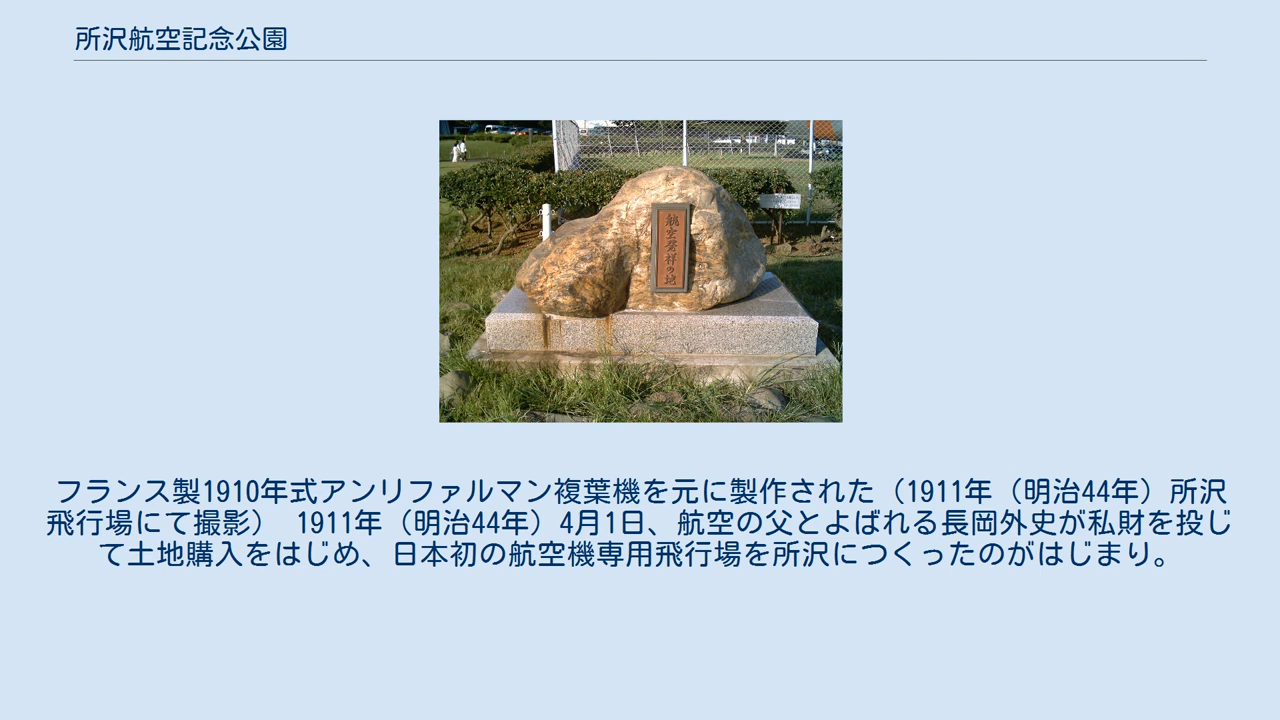 所沢航空記念公園
航空発祥の地
フランス製1910年式アンリファルマン複葉機を元に製作された（1911年（明治44年）所沢
飛行場にて撮影） 1911年（明治44年）4月1日、航空の父とよばれる長岡外史が私財を投じ
て土地購入をはじめ、日本初の航空機専用飛行場を所沢につくったのがはじまり。